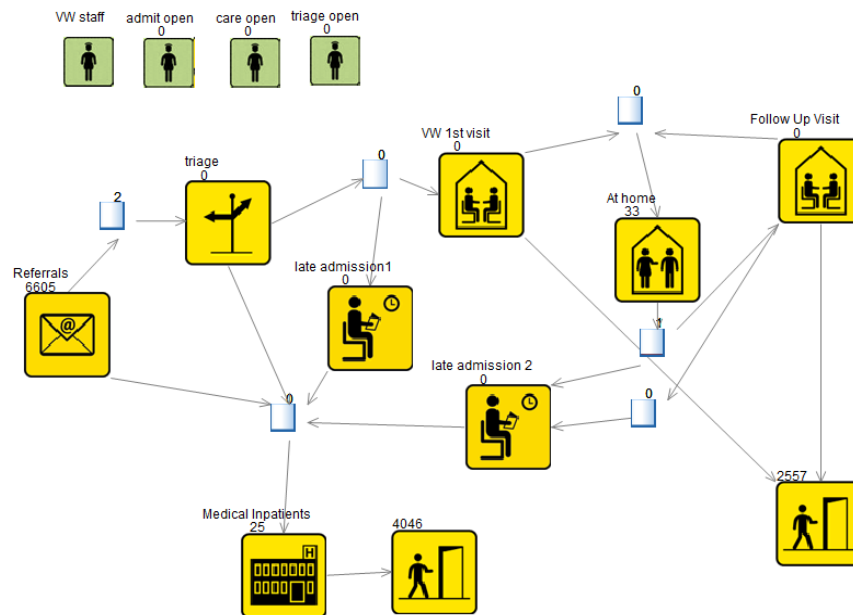 VW staff
admit open
0
care open
0
triage open
0
0
Follow Up Visit
0
VW 1st visit
0
0
triage
0
2
At home
33
Referrals
6605
@
late admission1
0
1
late admission 2
0
0
0
2557
Medical Inpatients
25
H
4046